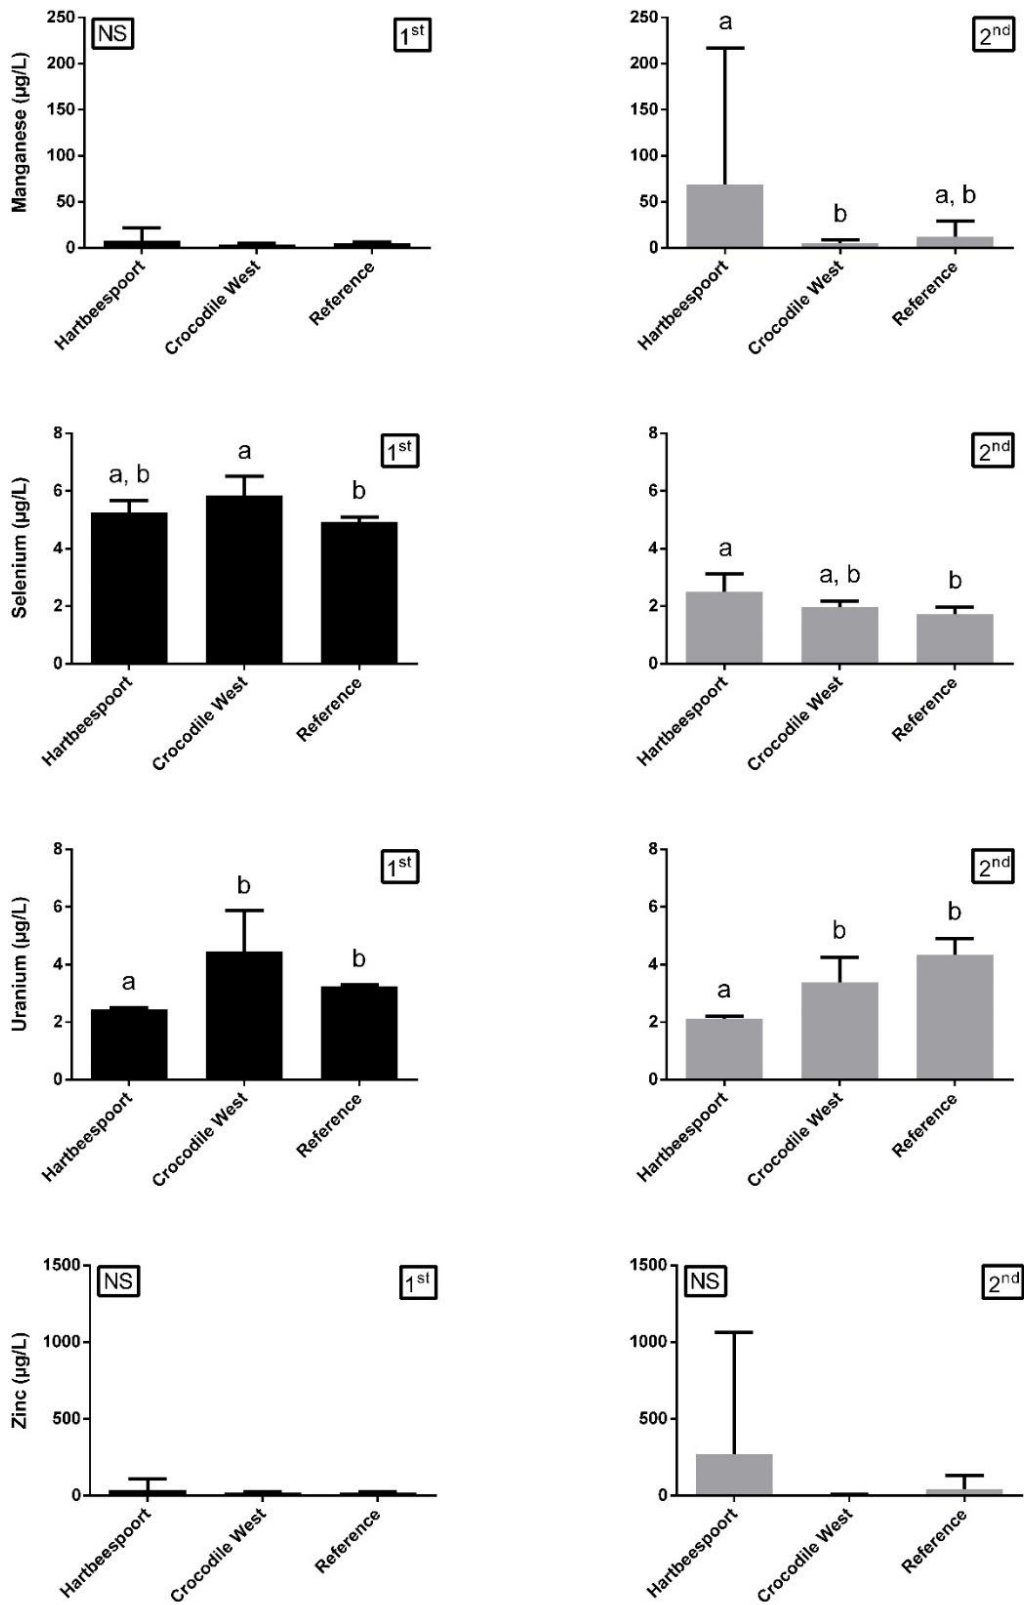 Manganese (µg/L)
250
200
150
100
50
0
NS
1st
Hartbeespoort
Crocodile West
Reference
250
200
150
100
50
0
2nd
a
b
a, b
Hartbeespoort
Crocodile West
Reference
Selenium (µg/L)
8
6
4
2
0
1st
a, b
a
b
Hartbeespoort
Crocodile West
Reference
8
6
4
2
0
2nd
a
a, b
b
Hartbeespoort
Crocodile West
Reference
Uranium (µg/L)
8
6
4
2
0
1st
a
b
b
Hartbeespoort
Crocodile West
Reference
8
6
4
2
0
2nd
a
b
b
Hartbeespoort
Crocodile West
Reference
Zinc (µg/L)
1500
1000
500
0
NS
1st
Hartbeespoort
Crocodile West
Reference
1500
1000
500
0
NS
2nd
Hartbeespoort
Crocodile West
Reference